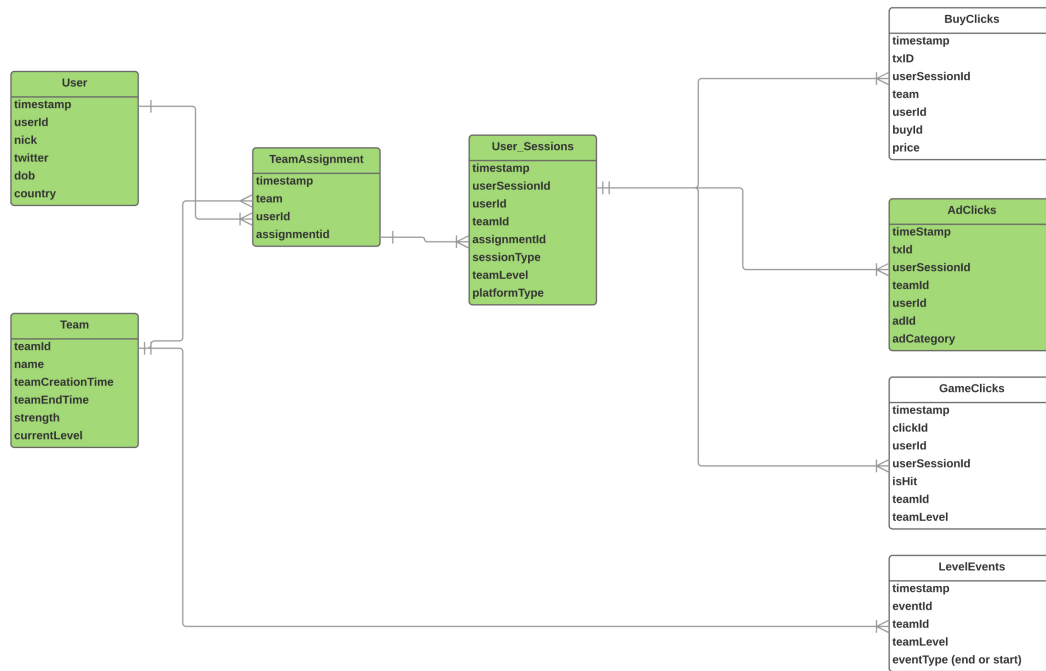 User
timestamp
userId
nick
twitter
dob
country
Team
teamId
name
teamCreationTime
teamEndTime
strength
currentLevel
TeamAssignment
timestamp
team
userId
assignmentid
User_Sessions
timestamp
userSessionId
userId
teamId
assignmentId
sessionType
teamLevel
platformType
BuyClicks
timestamp
txID
userSessionId
team
userId
buyId
price
AdClicks
timeStamp
txId
userSessionId
teamId
userId
adId
adCategory
GameClicks
timestamp
clickId
userId
userSessionId
isHit
teamId
teamLevel
LevelEvents
timestamp
eventId
teamId
teamLevel
eventType (end or start)